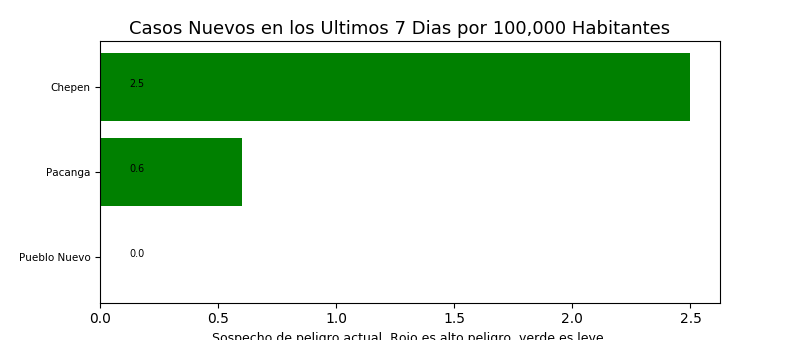 Casos Nuevos en los Ultimos 7 Dias por 100,000 Habitantes
Chepen
2.5
Pacanga
0.6
Pueblo Nuevo
0.0
0.0 0.5 1.0 1.5 2.0 2.5
Sospecho de peligro actual. Rojo es alto peligro, verde es leve